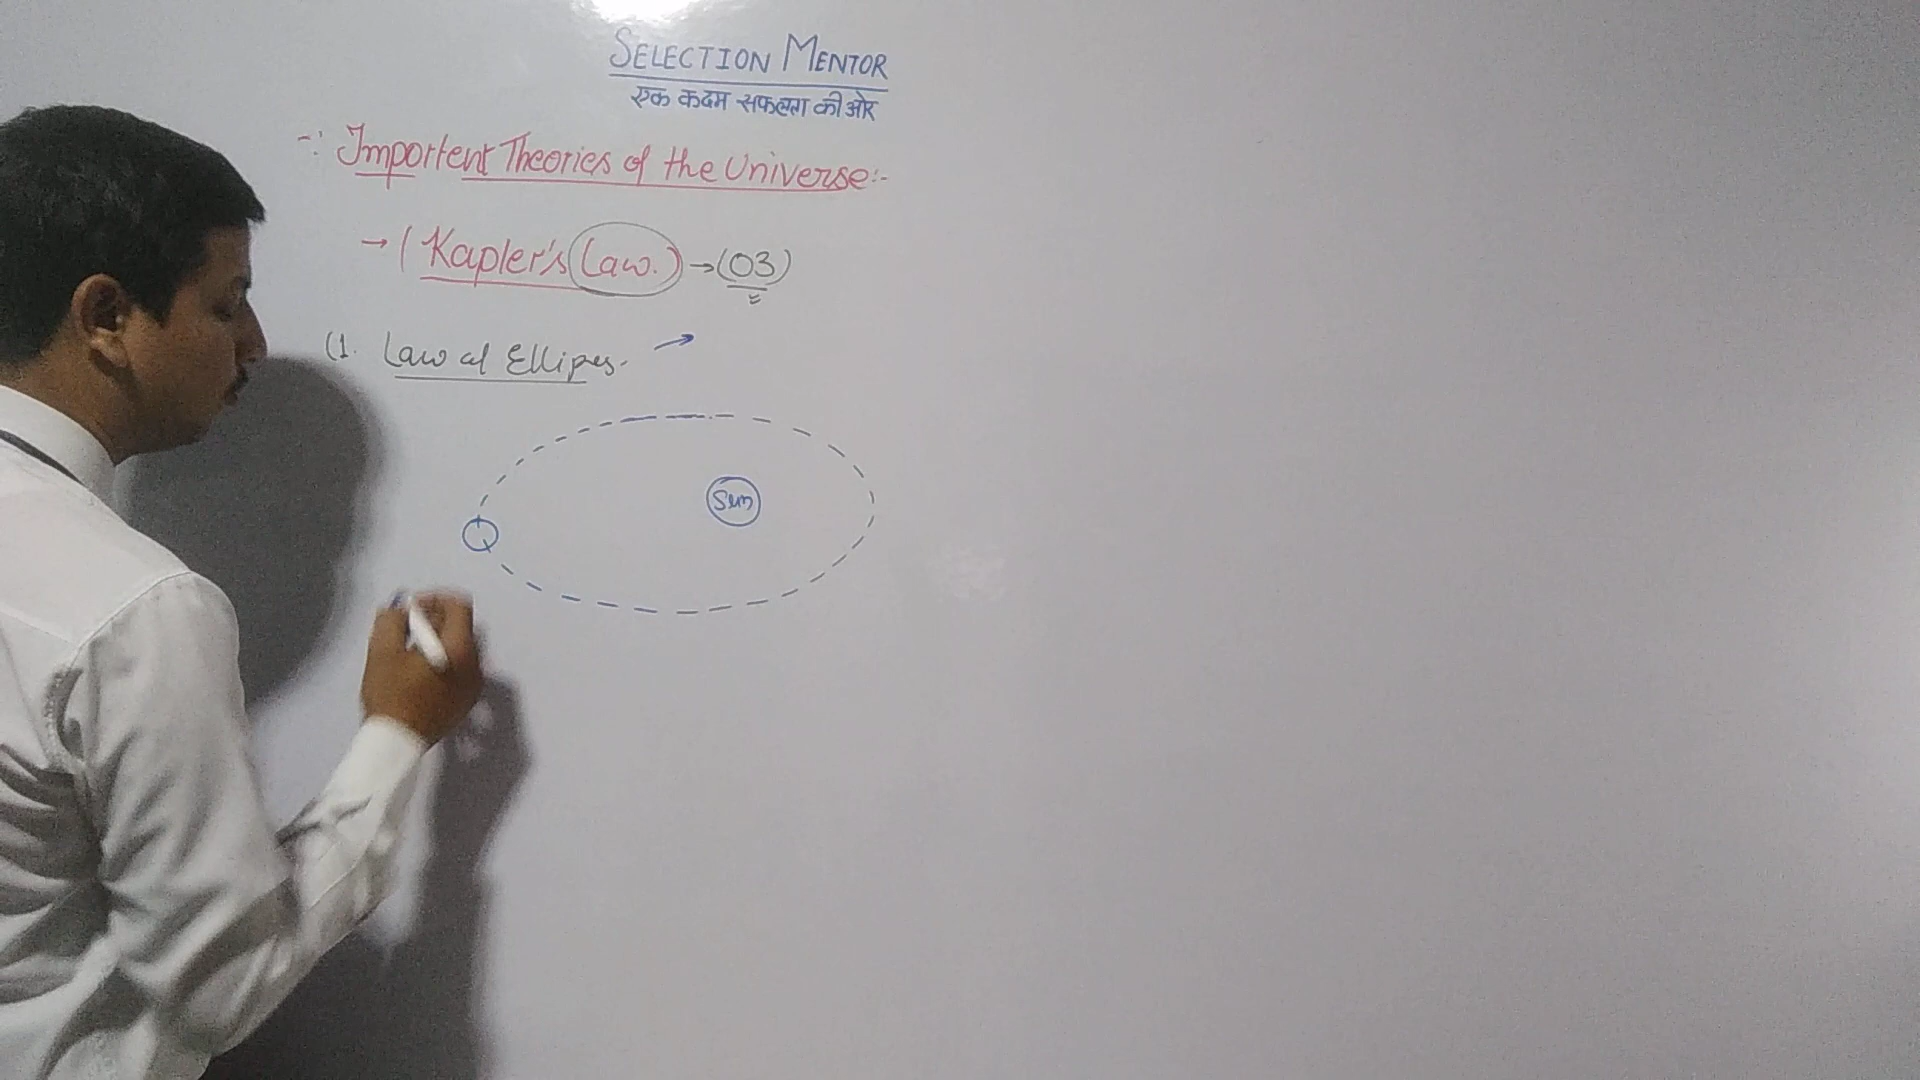 SELECTION MENTOR
एक कदम सफलता की ओर
-: Importent Theories of the Universe:-
→ ( Kapler's Law. ) → (03)
(1. Law of Ellipes. →
Sun